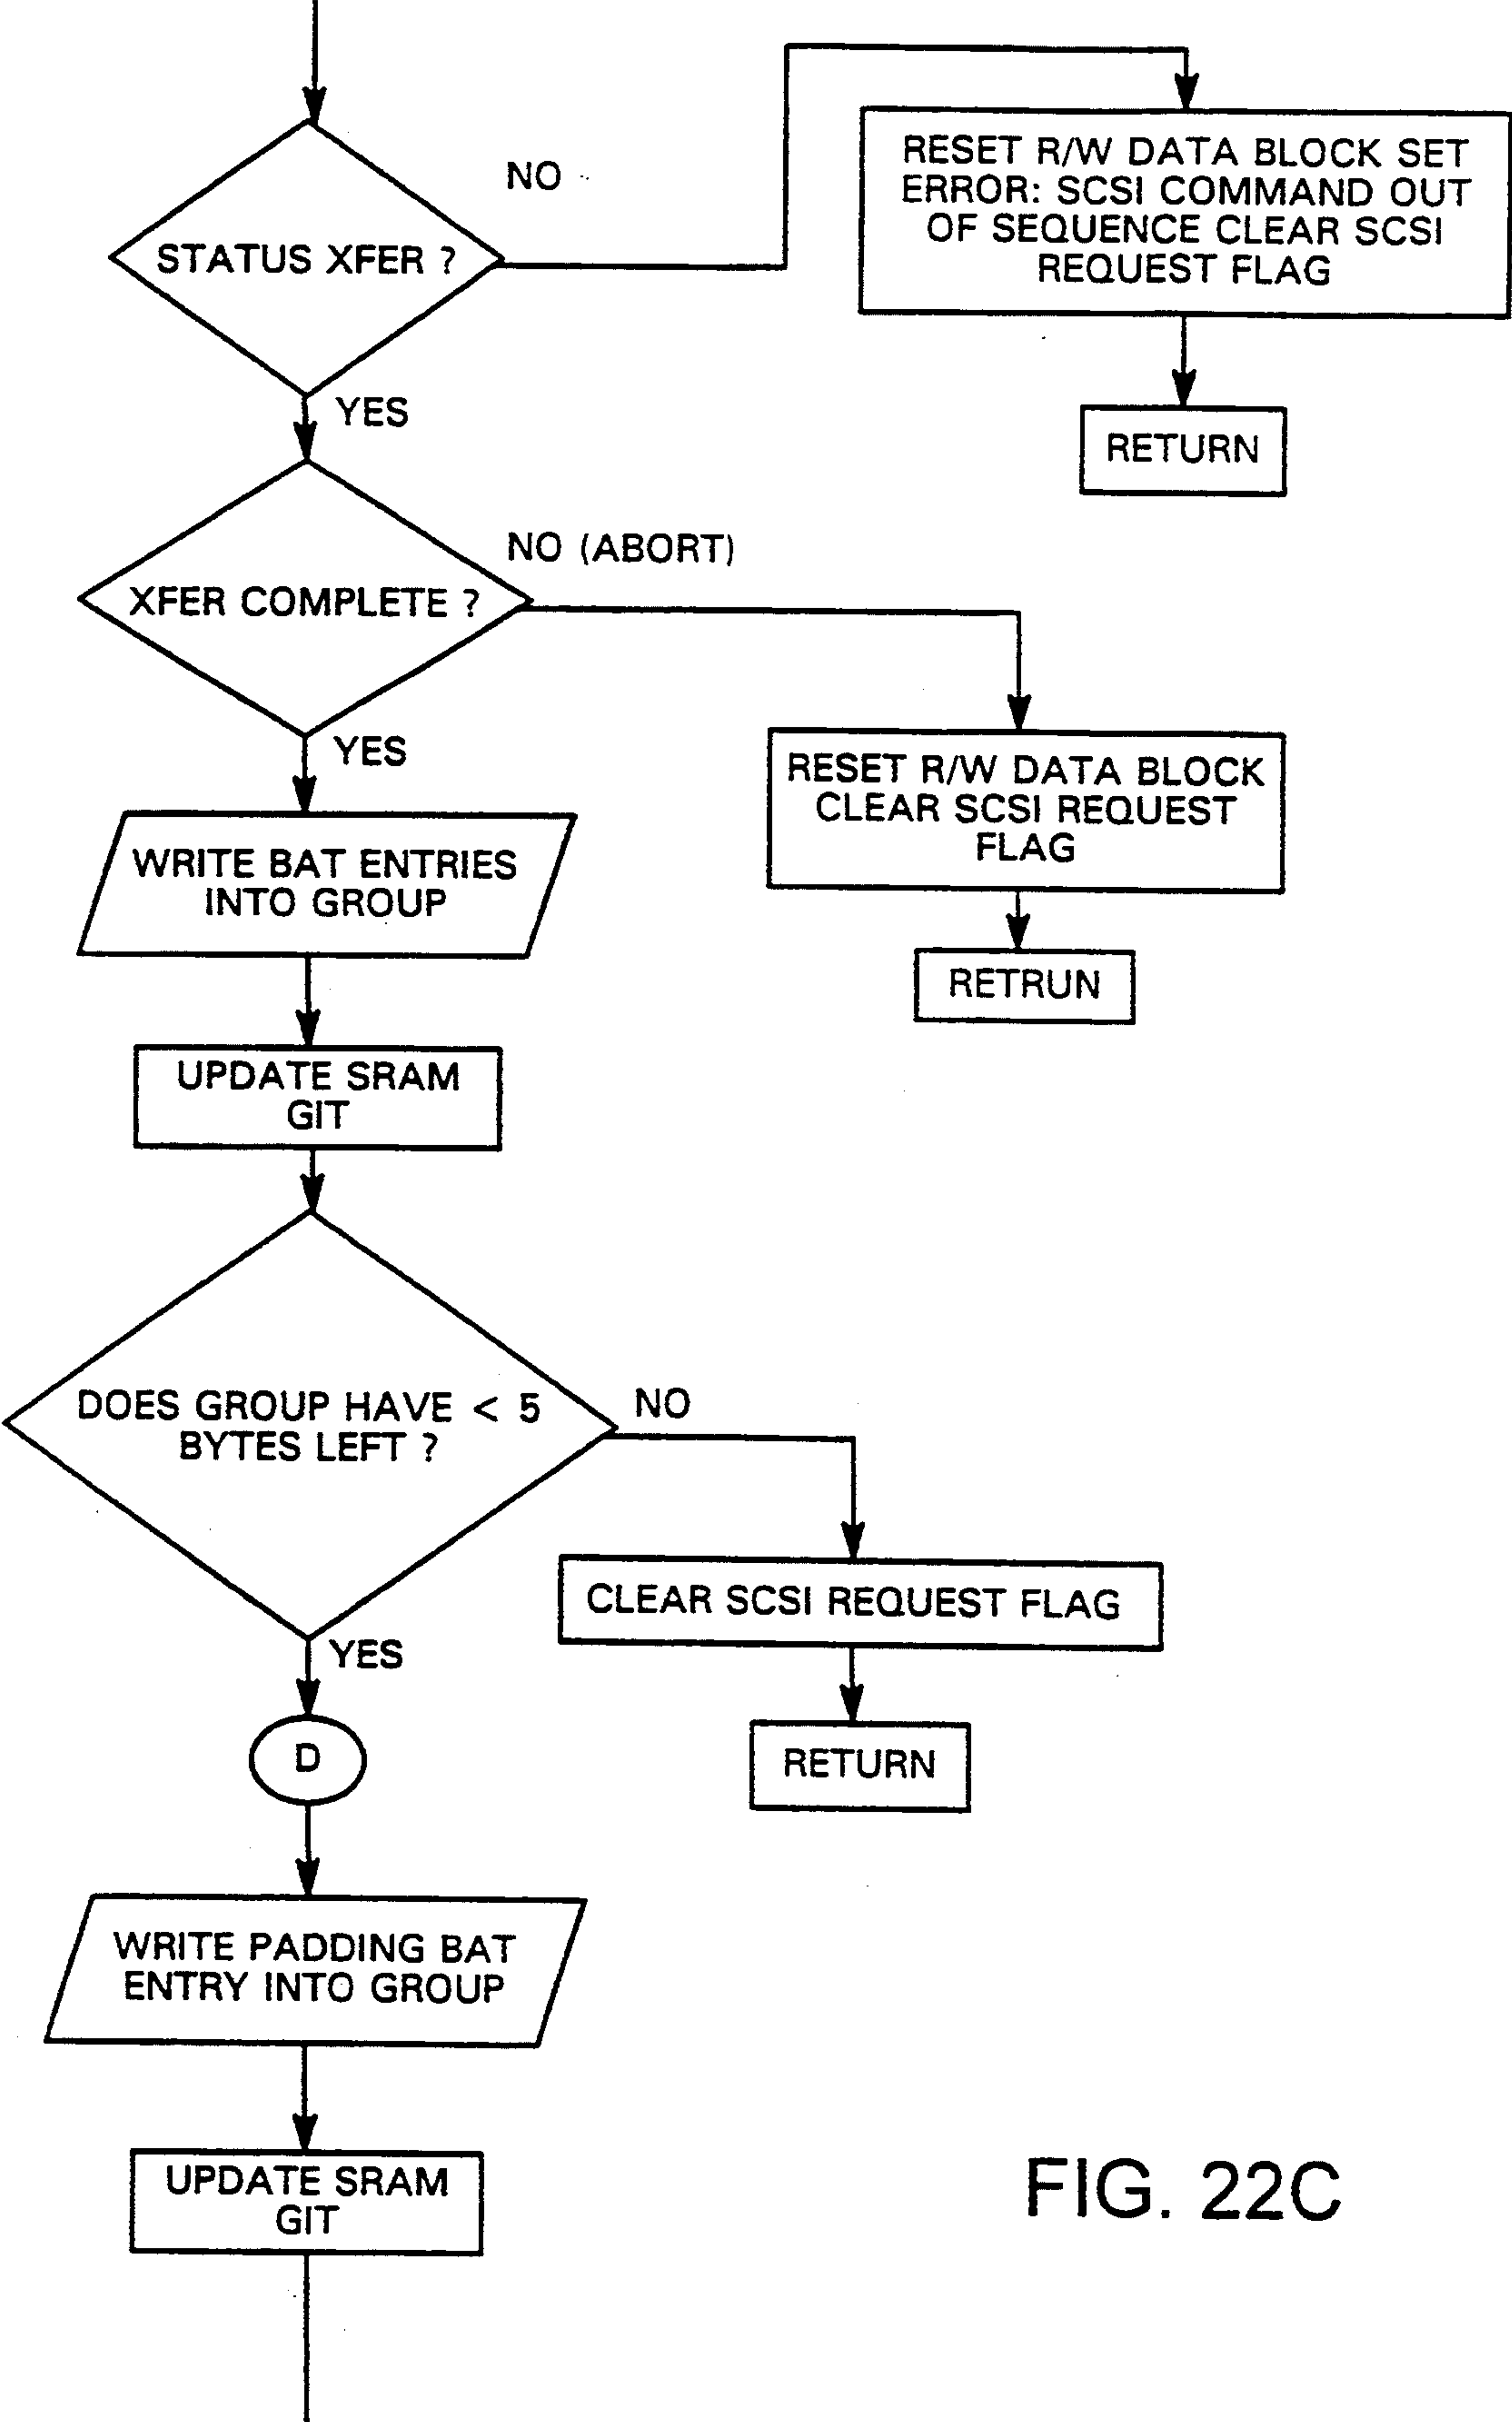 NO
STATUS XFER ?
RESET R/W DATA BLOCK SET
ERROR: SCSI COMMAND OUT
OF SEQUENCE CLEAR SCSI
REQUEST FLAG
YES
RETURN
NO (ABORT)
XFER COMPLETE ?
YES
RESET R/W DATA BLOCK
CLEAR SCSI REQUEST
FLAG
WRITE BAT ENTRIES
INTO GROUP
RETRUN
UPDATE SRAM
GIT
DOES GROUP HAVE < 5
BYTES LEFT ?
NO
CLEAR SCSI REQUEST FLAG
YES
D
RETURN
WRITE PADDING BAT
ENTRY INTO GROUP
UPDATE SRAM
GIT
FIG. 22C